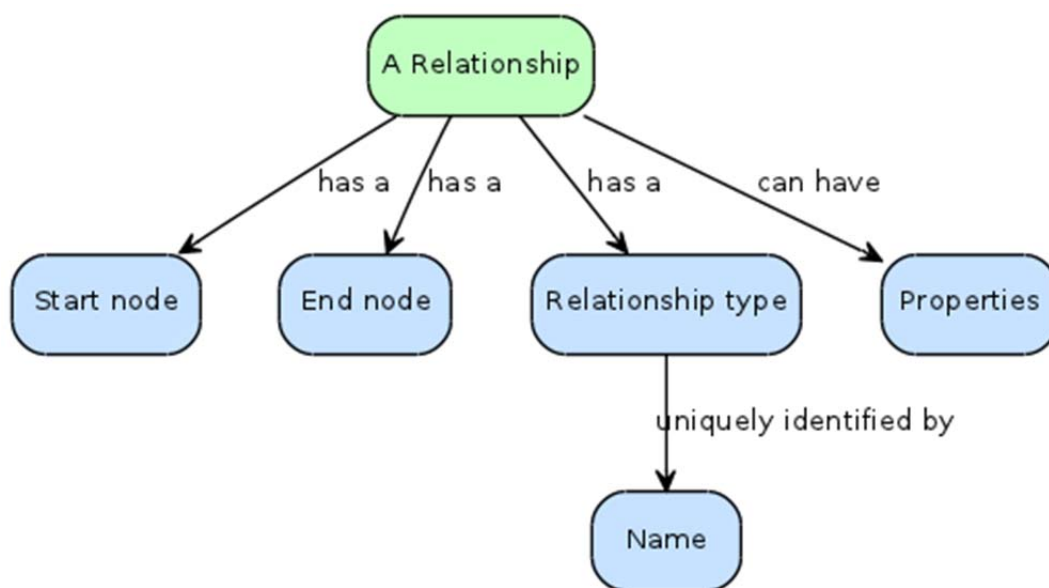 A Relationship
has a
has a
has a
can have
Start node
End node
Relationship type
Properties
uniquely identified by
Name